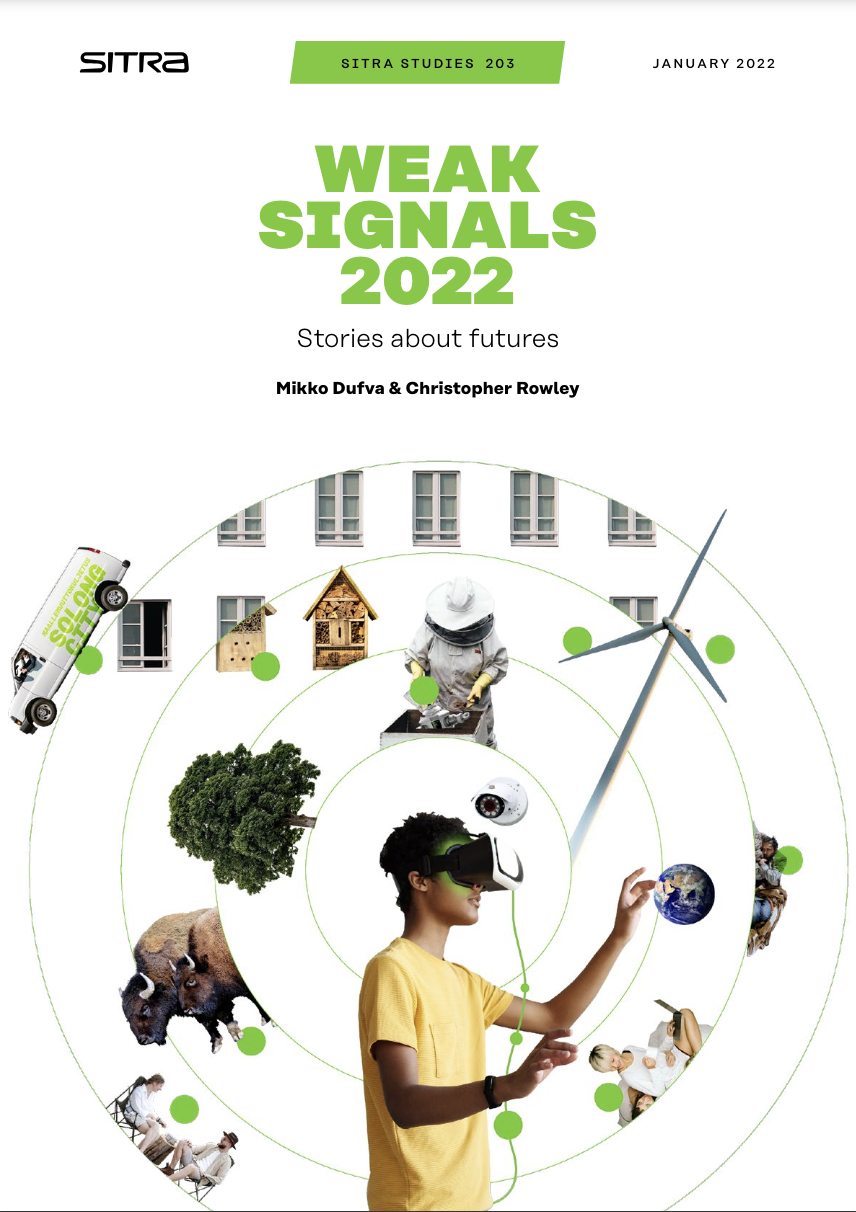 SITRA
SITRA STUDIES 203
JANUARY 2022
WEAK
SIGNALS
2022
Stories about futures
Mikko Dufva & Christopher Rowley
SOLONG
CITY